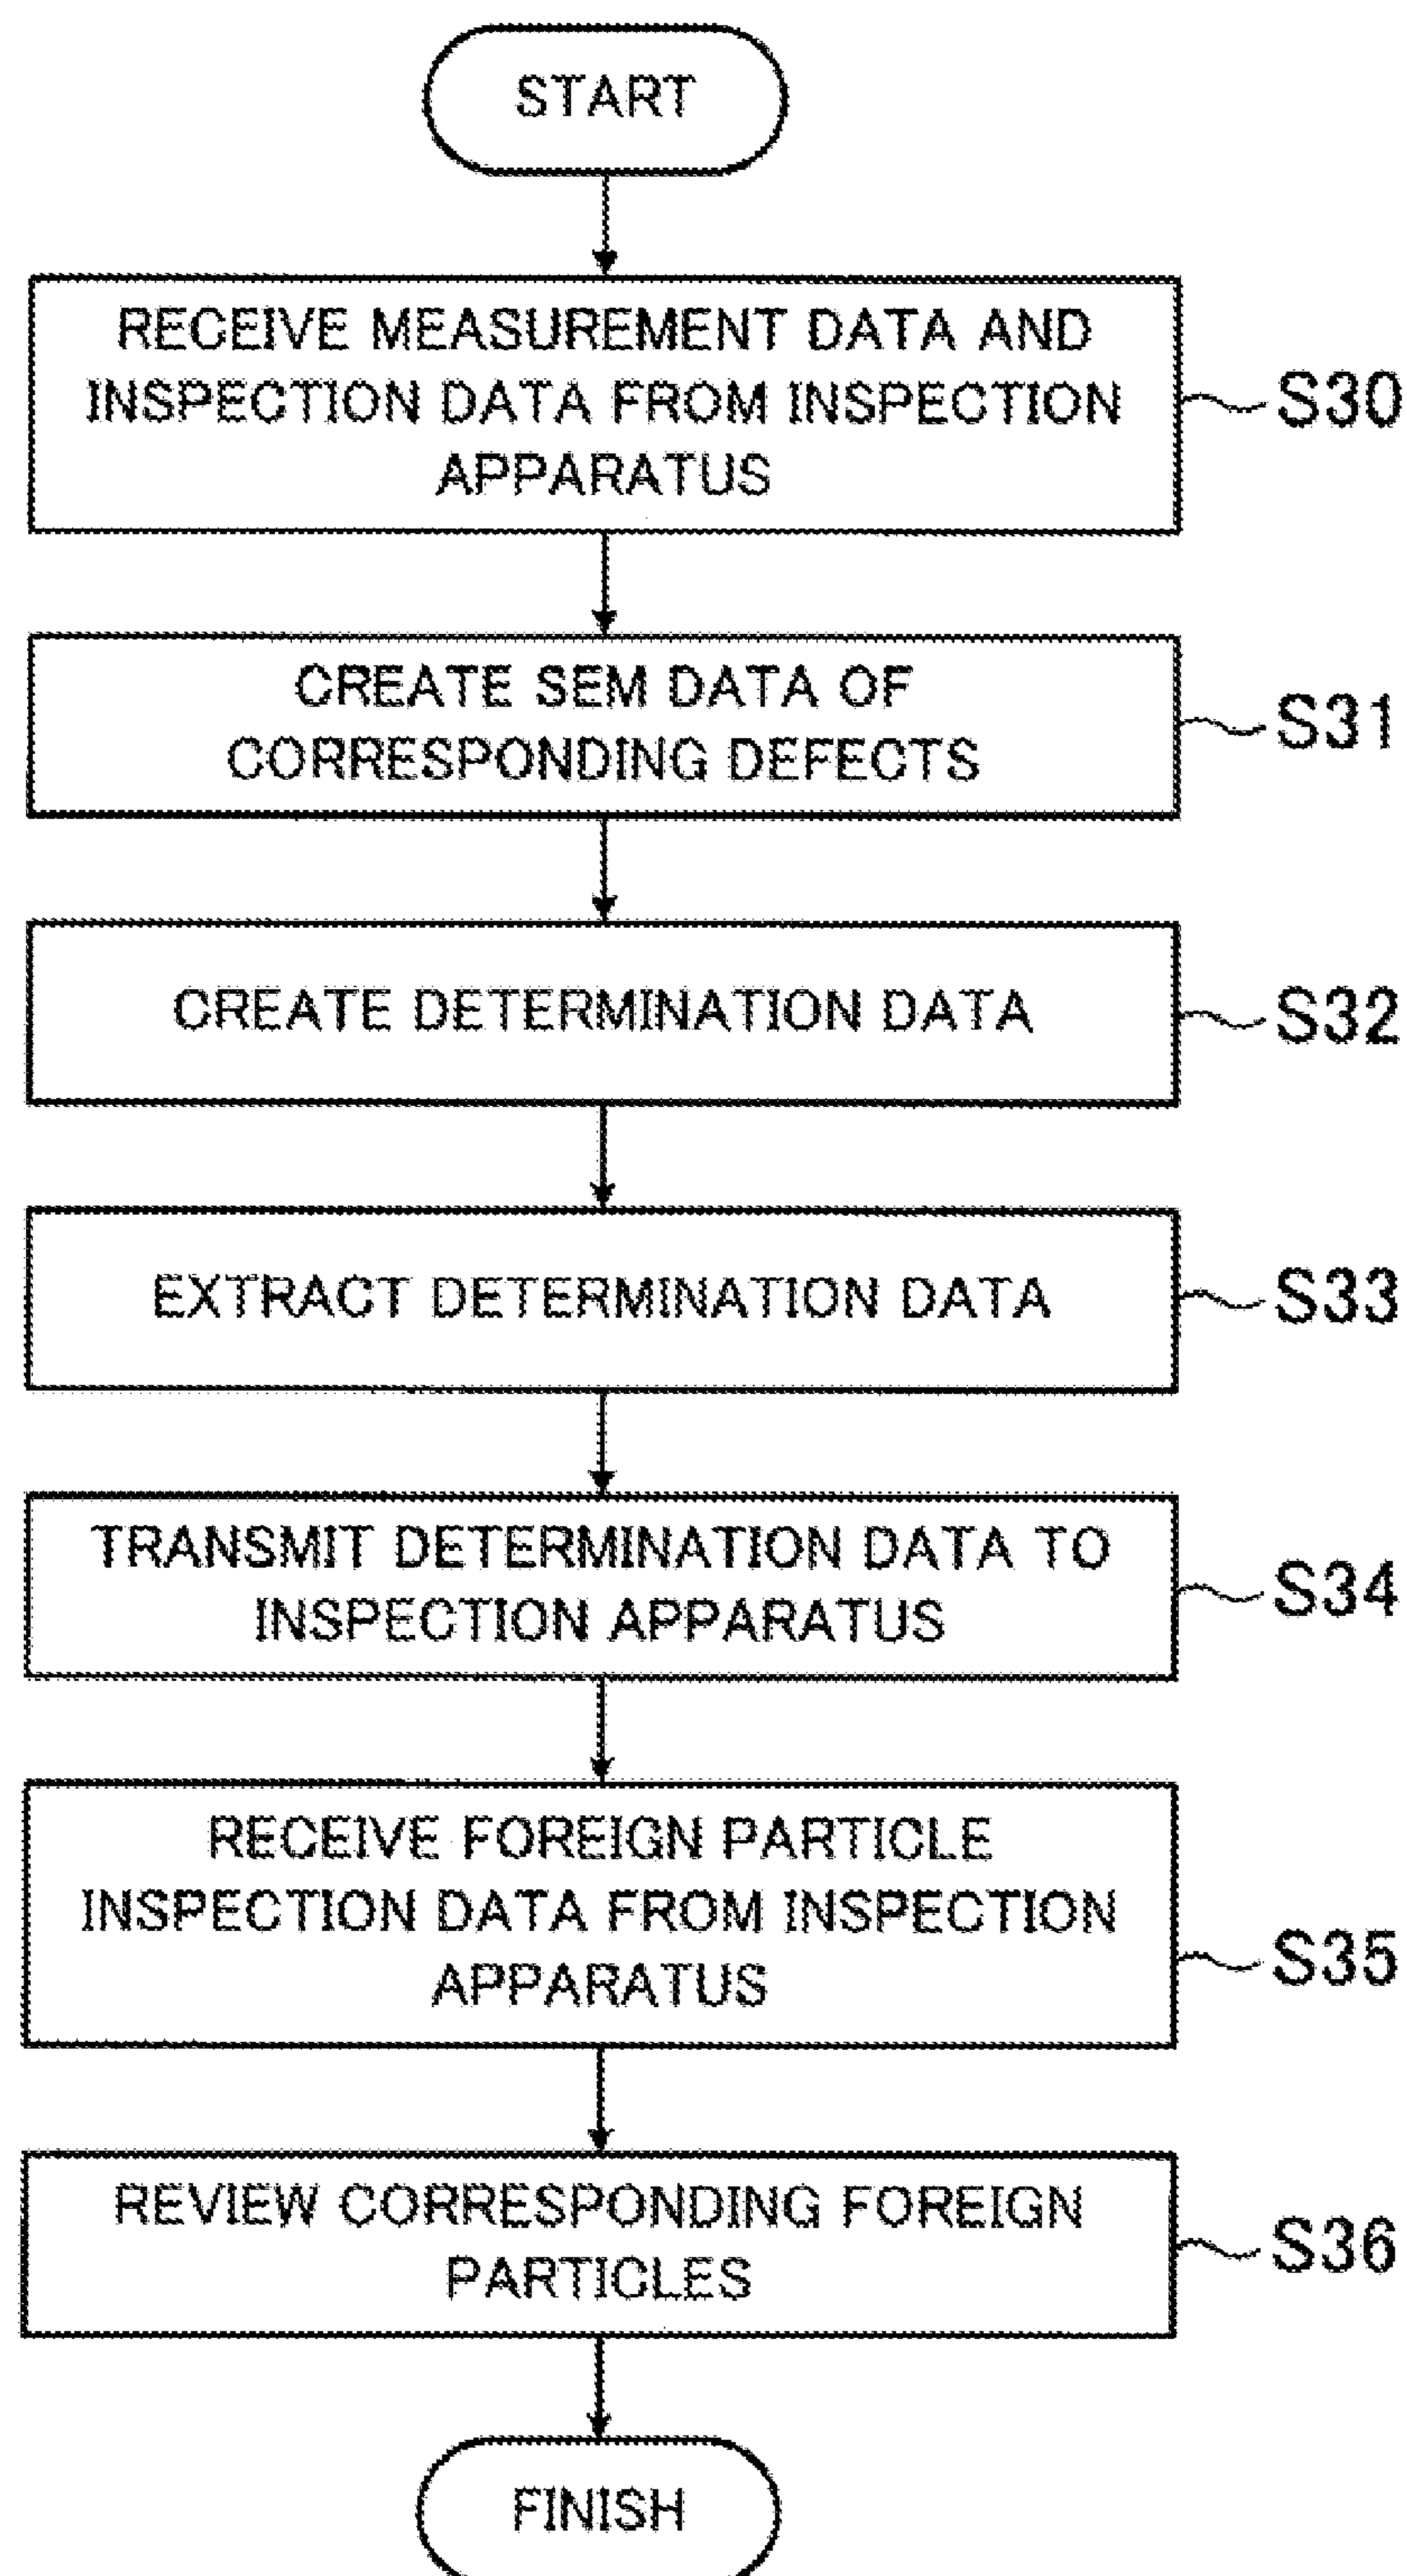 START
RECEIVE MEASUREMENT DATA AND
INSPECTION DATA FROM INSPECTION
APPARATUS
S30
CREATE SEM DATA OF
CORRESPONDING DEFECTS
S31
CREATE DETERMINATION DATA
S32
EXTRACT DETERMINATION DATA
S33
TRANSMIT DETERMINATION DATA TO
INSPECTION APPARATUS
S34
RECEIVE FOREIGN PARTICLE
INSPECTION DATA FROM INSPECTION
APPARATUS
S35
REVIEW CORRESPONDING FOREIGN
PARTICLES
S36
FINISH